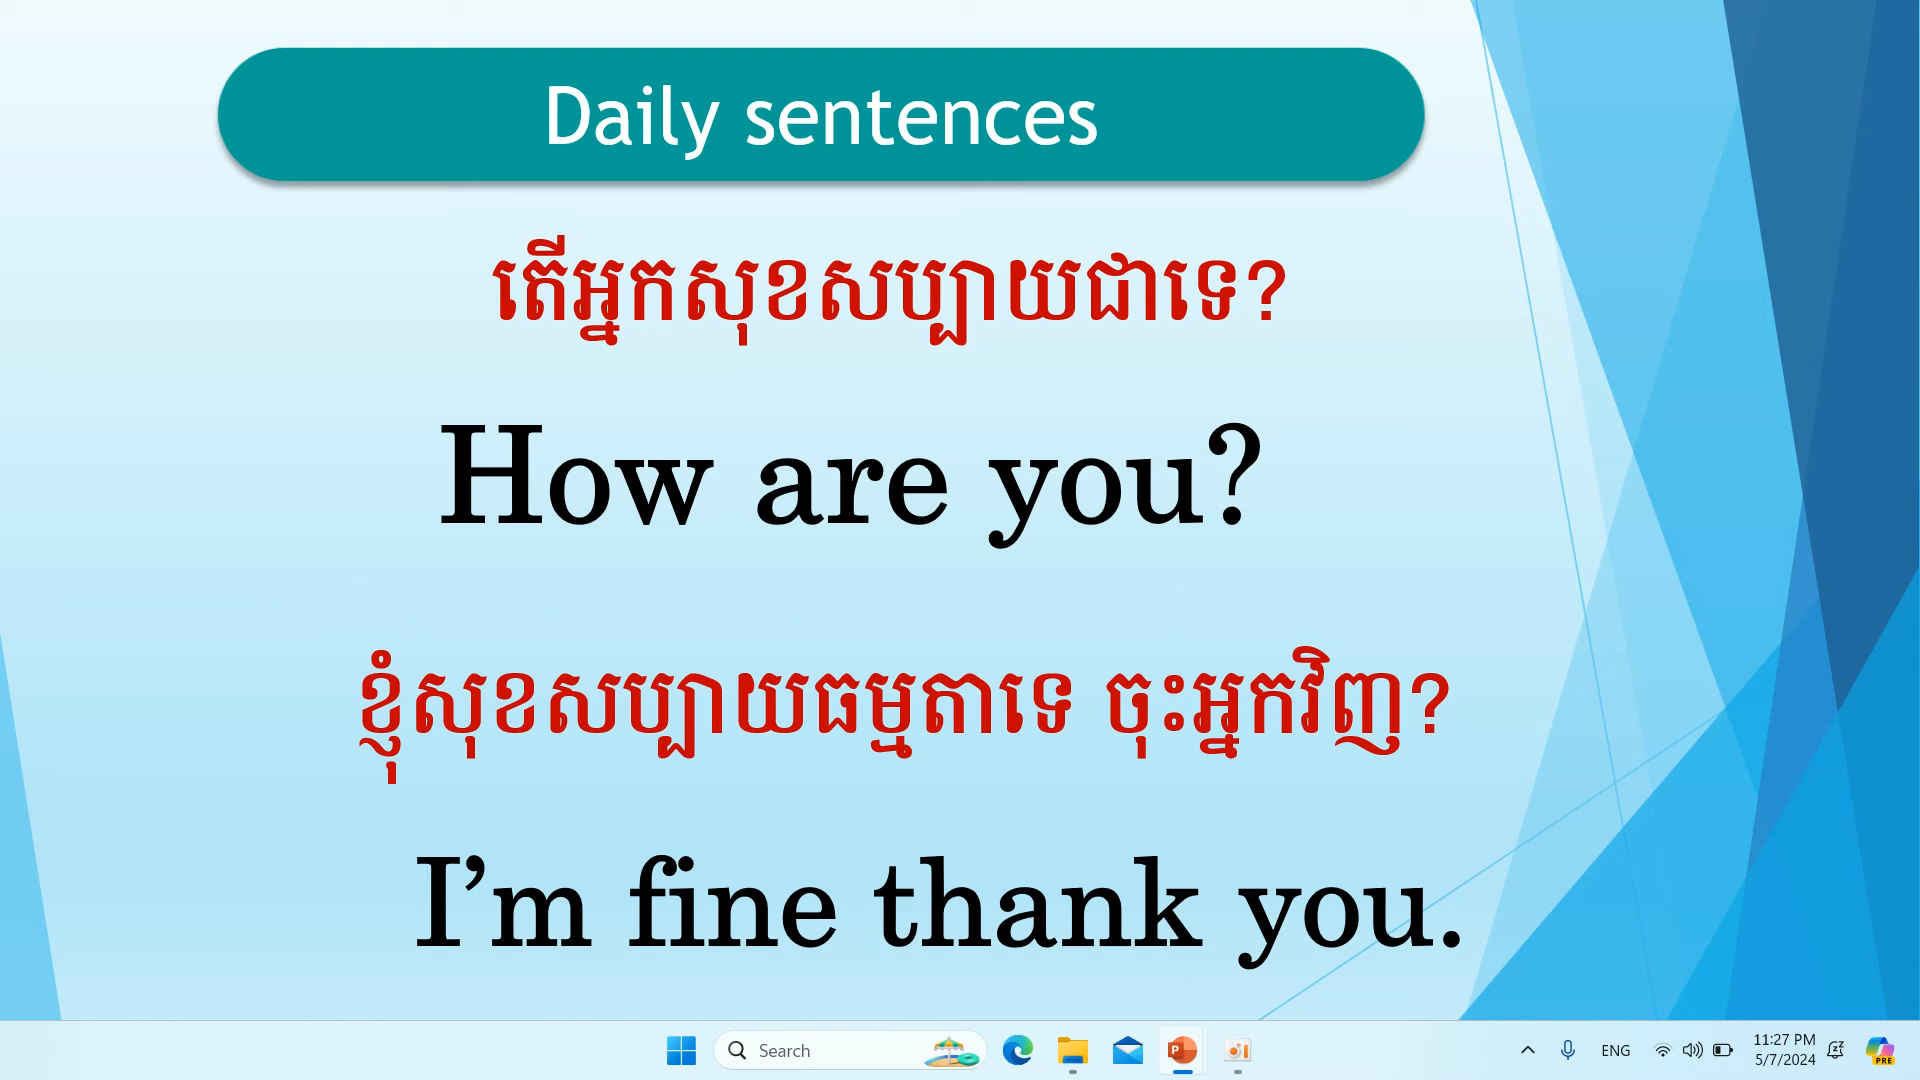 Daily sentences
តើអ្នកសុខសប្បាយជាទេ?
How are you?
ខ្ញុំសុខសប្បាយធម្មតាទេ ចុះអ្នកវិញ?
I’m fine thank you.
Search
ENG
11:27 PM
5/7/2024
PRE